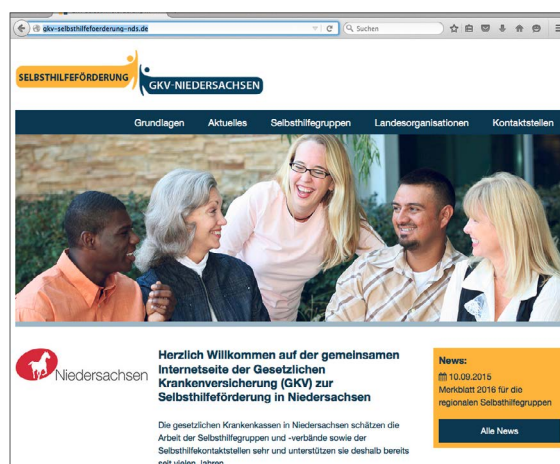 gkv-selbsthilfefoerderung-nds.de
Suchen
SELBSTHILFEFÖRDERUNG
GKV-NIEDERSACHSEN
Grundlagen Aktuelles Selbsthilfegruppen Landesorganisationen Kontaktstellen
Niedersachsen
Herzlich Willkommen auf der gemeinsamen
Internetseite der Gesetzlichen
Krankenversicherung (GKV) zur
Selbsthilfeförderung in Niedersachsen
Die gesetzlichen Krankenkassen in Niedersachsen schätzen die
Arbeit der Selbsthilfegruppen und -verbände sowie der
Selbsthilfekontaktstellen sehr und unterstützen sie deshalb bereits
seit vielen Jahren
News:
10.09.2015
Merkblatt 2016 für die
regionalen Selbsthilfegruppen
Alle News